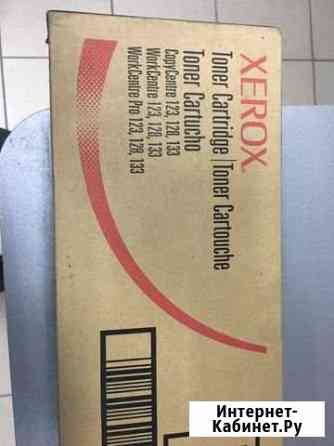 XEROX
Toner Cartridge | Toner Cartouche
Toner Cartucho
CopyCentre 123, 128, 133
WorkCentre 123, 128, 133
WorkCentre Pro 123, 128, 133
Интернет-
Кабинет.Ру